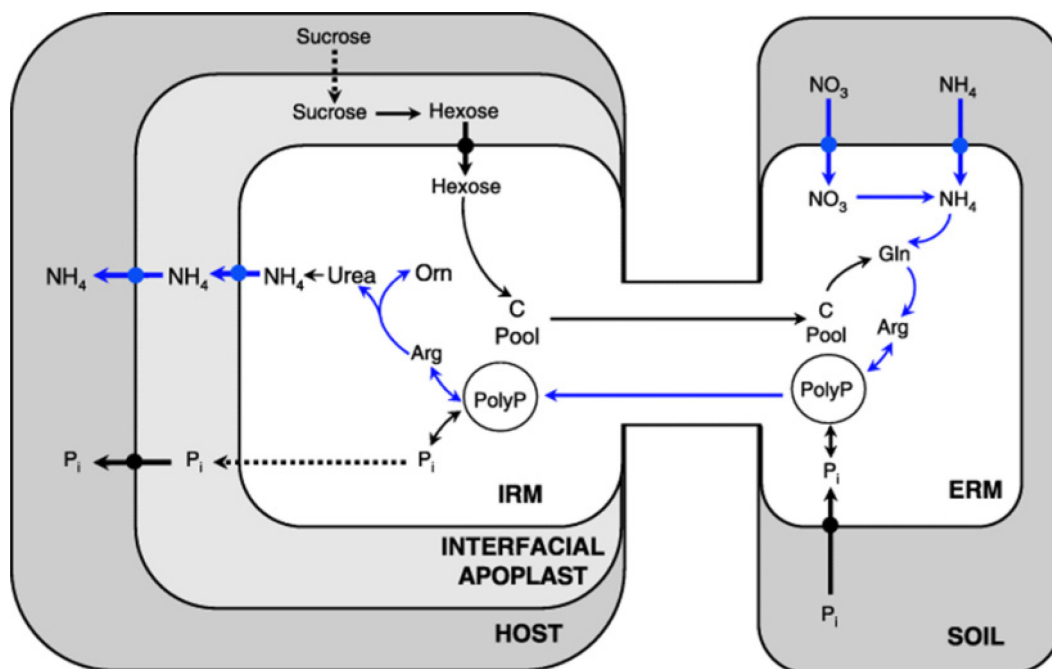 Sucrose
Sucrose Hexose
Hexose
NH₄ NH₄ NH₄ Urea Orn
C
Pool
Arg
PolyP
Pᵢ Pᵢ Pᵢ
IRM
INTERFACIAL
APOPLAST
HOST
NO₃ NH₄
NO₃ NH₄
Gln
C
Pool
Arg
PolyP
Pᵢ
ERM
Pᵢ
SOIL